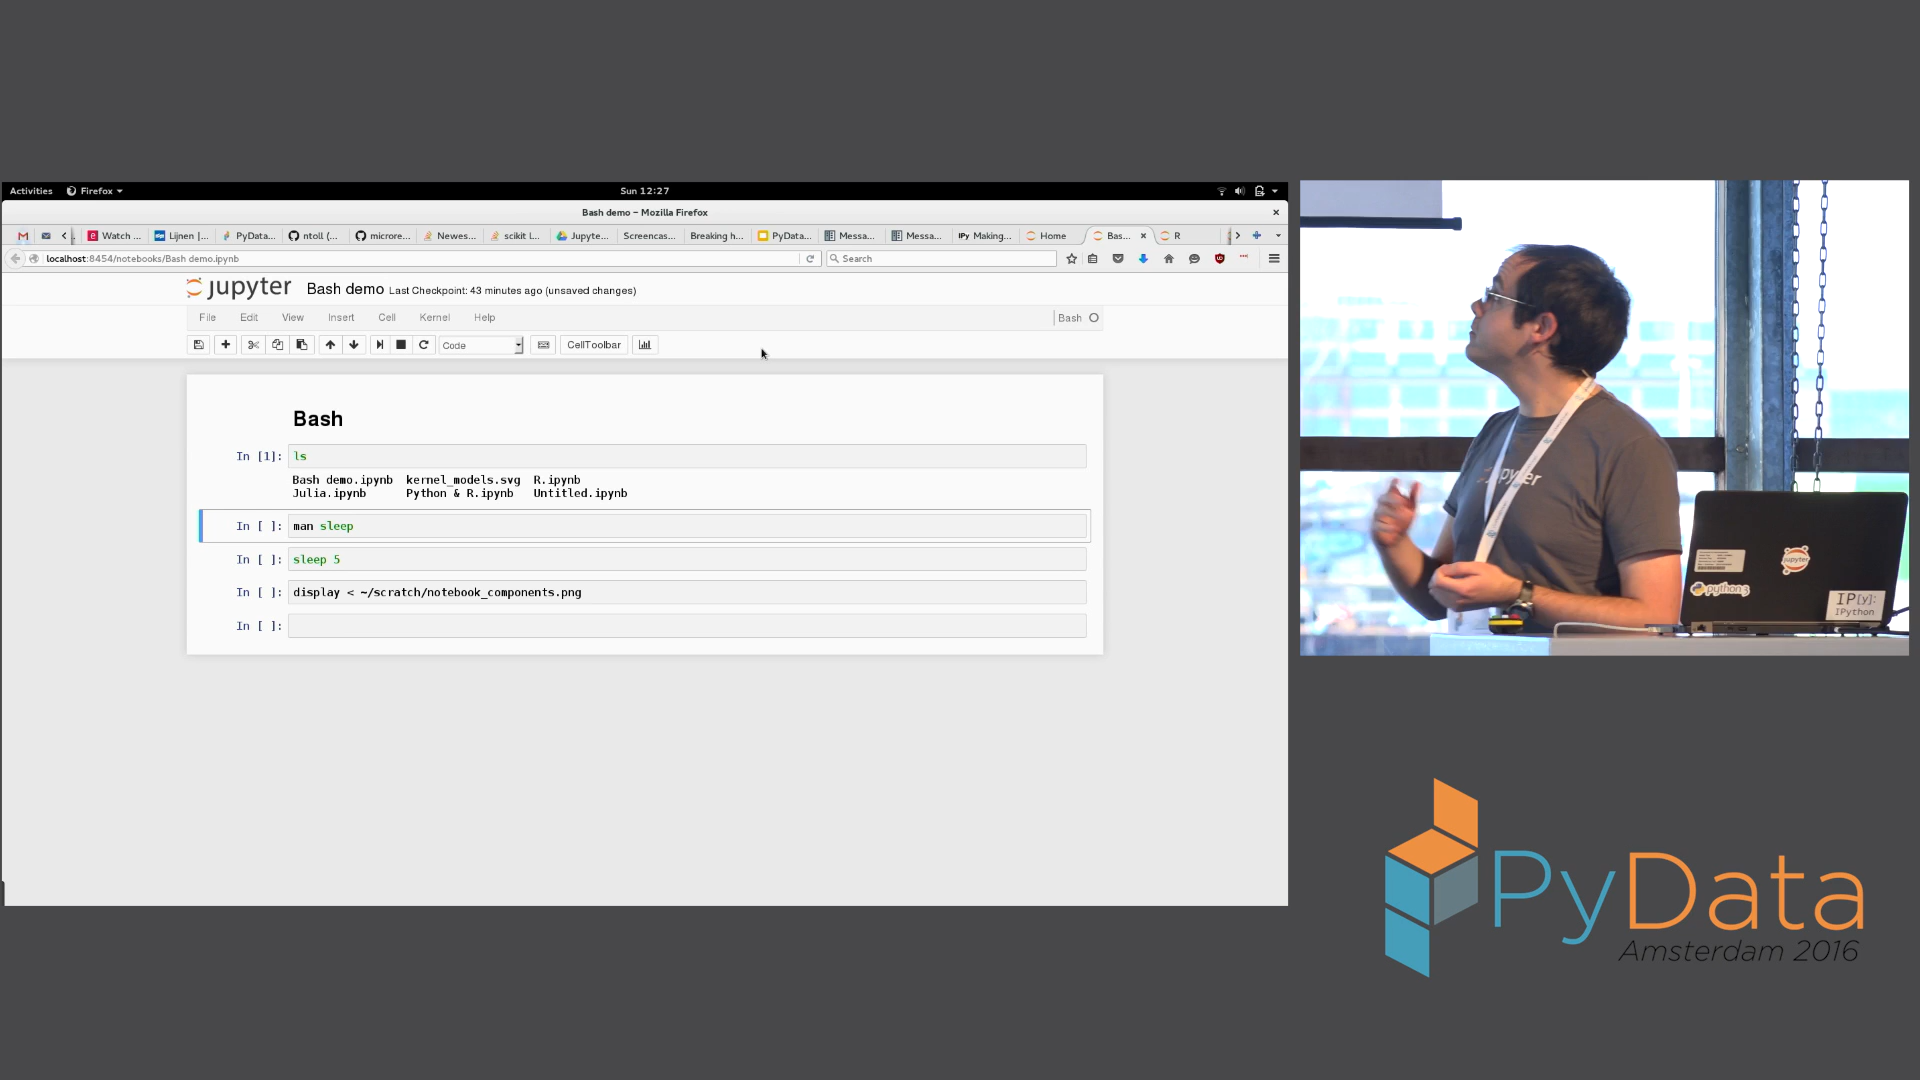 Activities Firefox Sun 12:27
Bash demo – Mozilla Firefox
Watch ... Lijnen |... PyData... ntoll (... microre... Newes... scikit l... Jupyte... Screencas... Breaking h... PyData... Messa... Messa... IPy Making... Home Bas... R
localhost:8454/notebooks/Bash demo.ipynb Search
jupyter Bash demo Last Checkpoint: 43 minutes ago (unsaved changes)
File Edit View Insert Cell Kernel Help Bash
Code CellToolbar
Bash
In [1]: ls
Bash demo.ipynb kernel_models.svg R.ipynb
Julia.ipynb Python & R.ipynb Untitled.ipynb
In [ ]: man sleep
In [ ]: sleep 5
In [ ]: display < ~/scratch/notebook_components.png
In [ ]:
jupyter
jupyter
python3
IP[y]:
IPython
PyData
Amsterdam 2016